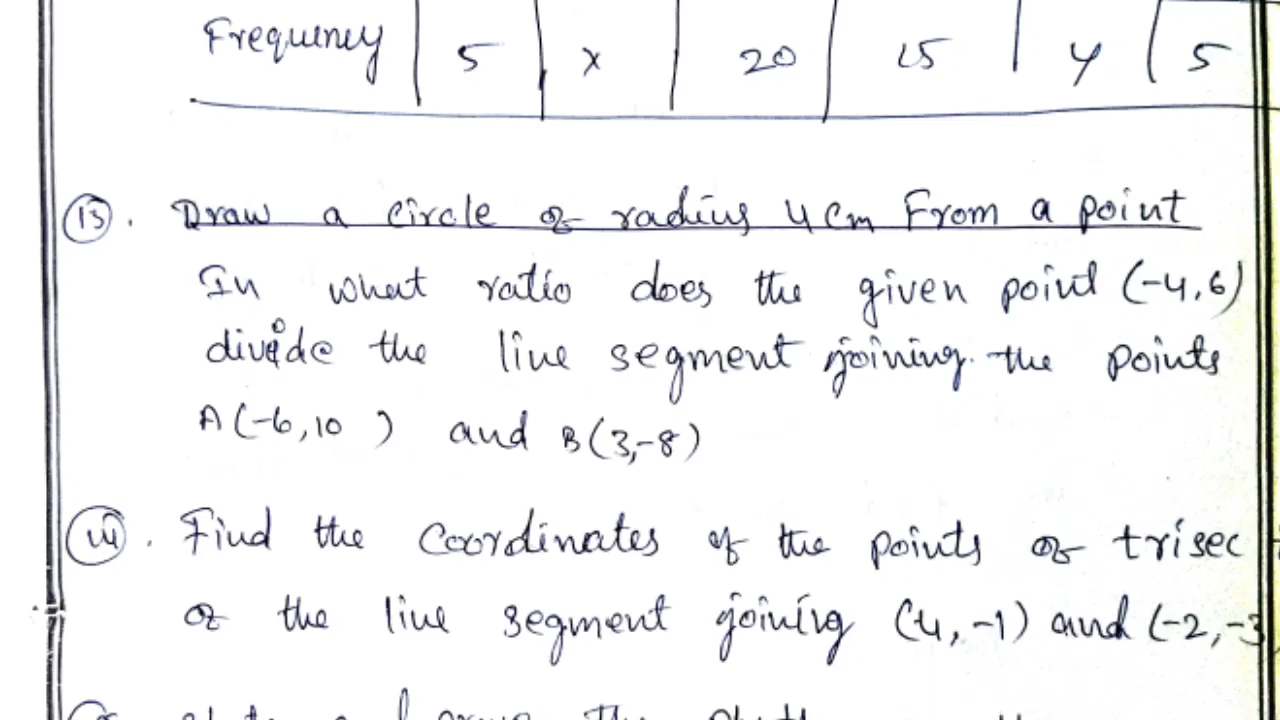 Frequency 5 x 20 15 y 5
13. Draw a circle of radius 4 cm From a point
In what ratio does the given point (-4,6)
divide the line segment joining the points
A(-6,10) and B(3,-8)
14. Find the coordinates of the points of trisec
of the line segment joining (4,-1) and (-2,-3